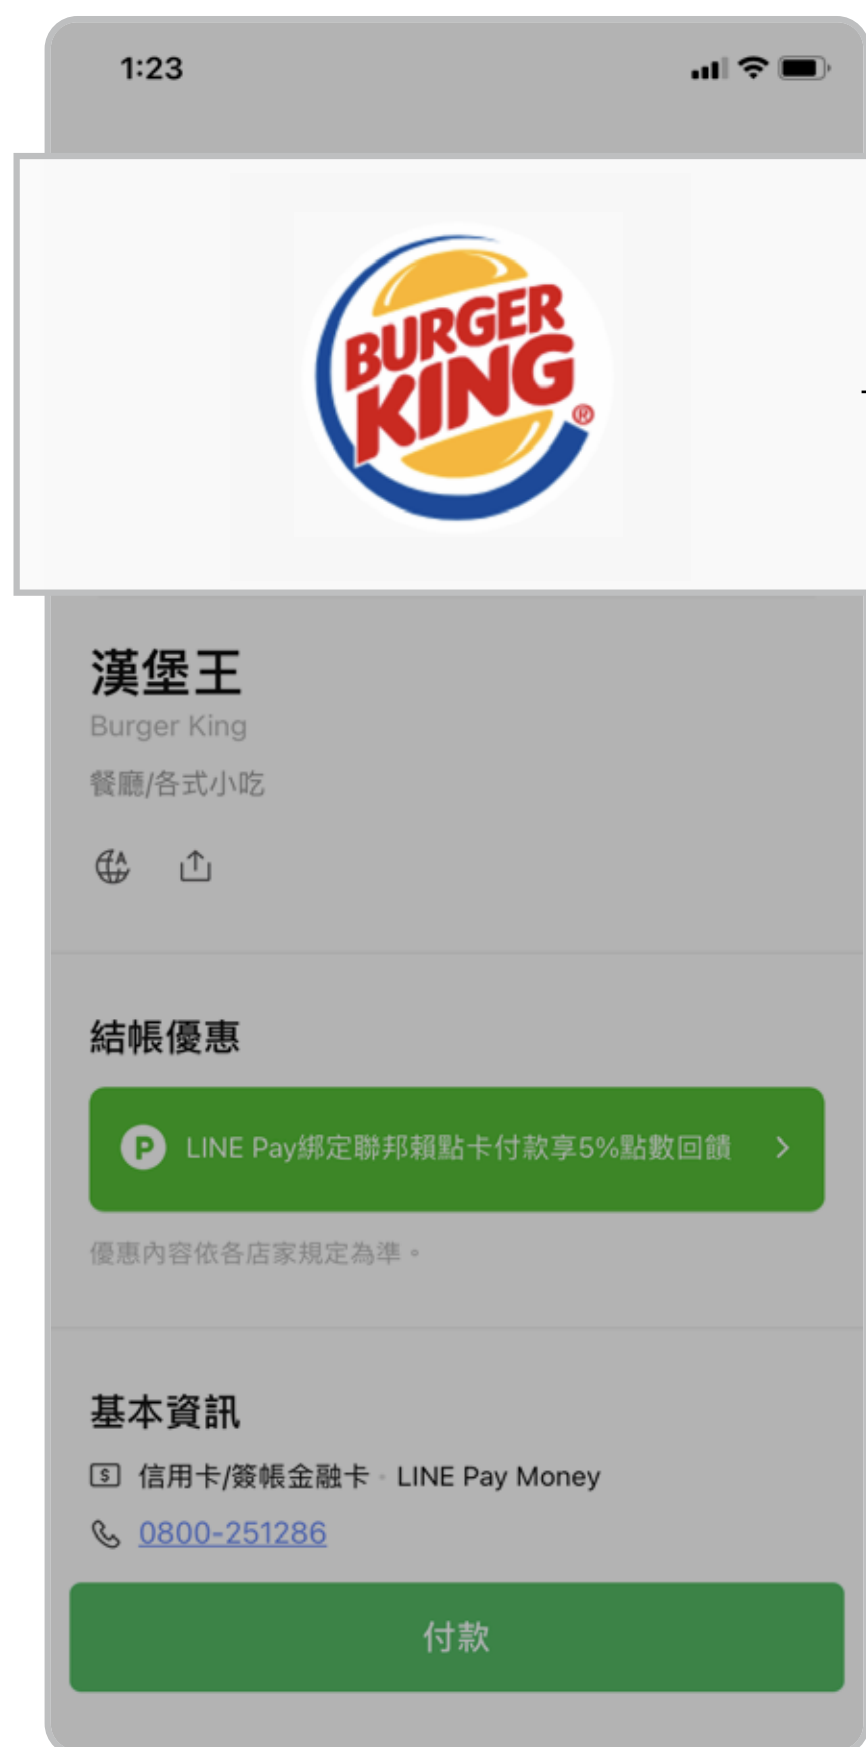 1:23
BURGER
KING
®
漢堡王
Burger King
餐廳/各式小吃
結帳優惠
P LINE Pay綁定聯邦賴點卡付款享5%點數回饋
優惠內容依各店家規定為準。
基本資訊
信用卡/簽帳金融卡 · LINE Pay Money
0800-251286
付款